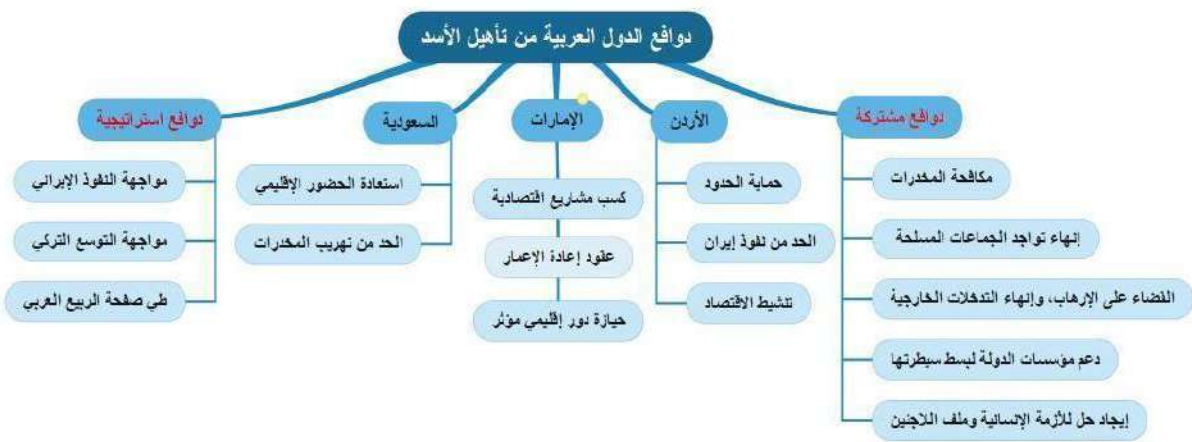 دوافع الدول العربية من تأهيل الأسد
دوافع مشتركة
مكافحة المخدرات
إنهاء تواجد الجماعات المسلحة
القضاء على الإرهاب، وإنهاء التدخلات الخارجية
دعم مؤسسات الدولة لبسط سيطرتها
إيجاد حل للأزمة الإنسانية وملف اللاجئين
الأردن
حماية الحدود
الحد من نفوذ إيران
تنشيط الاقتصاد
الإمارات
كسب مشاريع اقتصادية
عقود إعادة الإعمار
حيازة دور إقليمي مؤثر
السعودية
استعادة الحضور الإقليمي
الحد من تهريب المخدرات
دوافع استراتيجية
مواجهة النفوذ الإيراني
مواجهة التوسع التركي
طي صفحة الربيع العربي